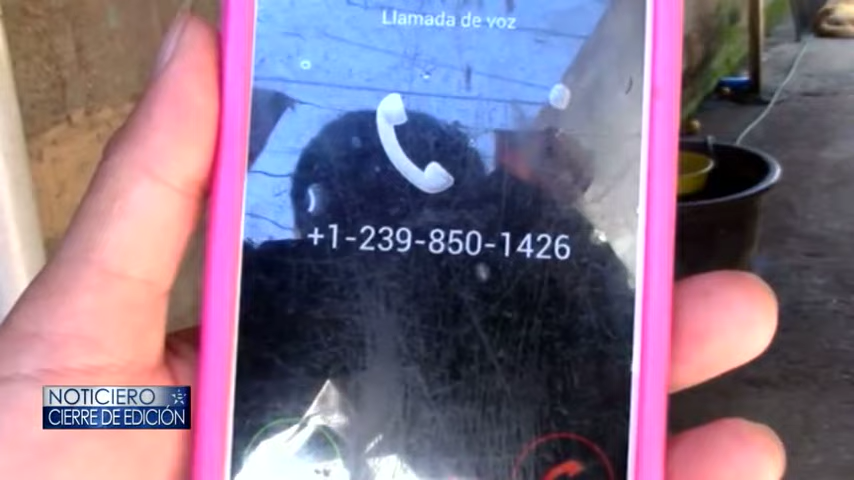 Llamada de voz
+1-239-850-1426
NOTICIERO
CIERRE DE EDICIÓN